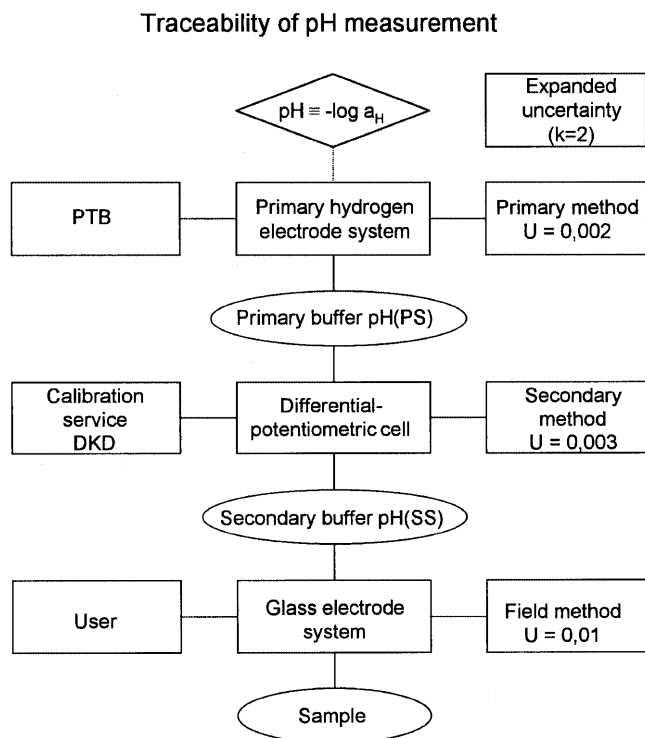 Traceability of pH measurement
pH ≡ -log a_H
Expanded
uncertainty
(k=2)
PTB
Primary hydrogen
electrode system
Primary method
U = 0,002
Primary buffer pH(PS)
Calibration
service
DKD
Differential-
potentiometric cell
Secondary
method
U = 0,003
Secondary buffer pH(SS)
User
Glass electrode
system
Field method
U = 0,01
Sample